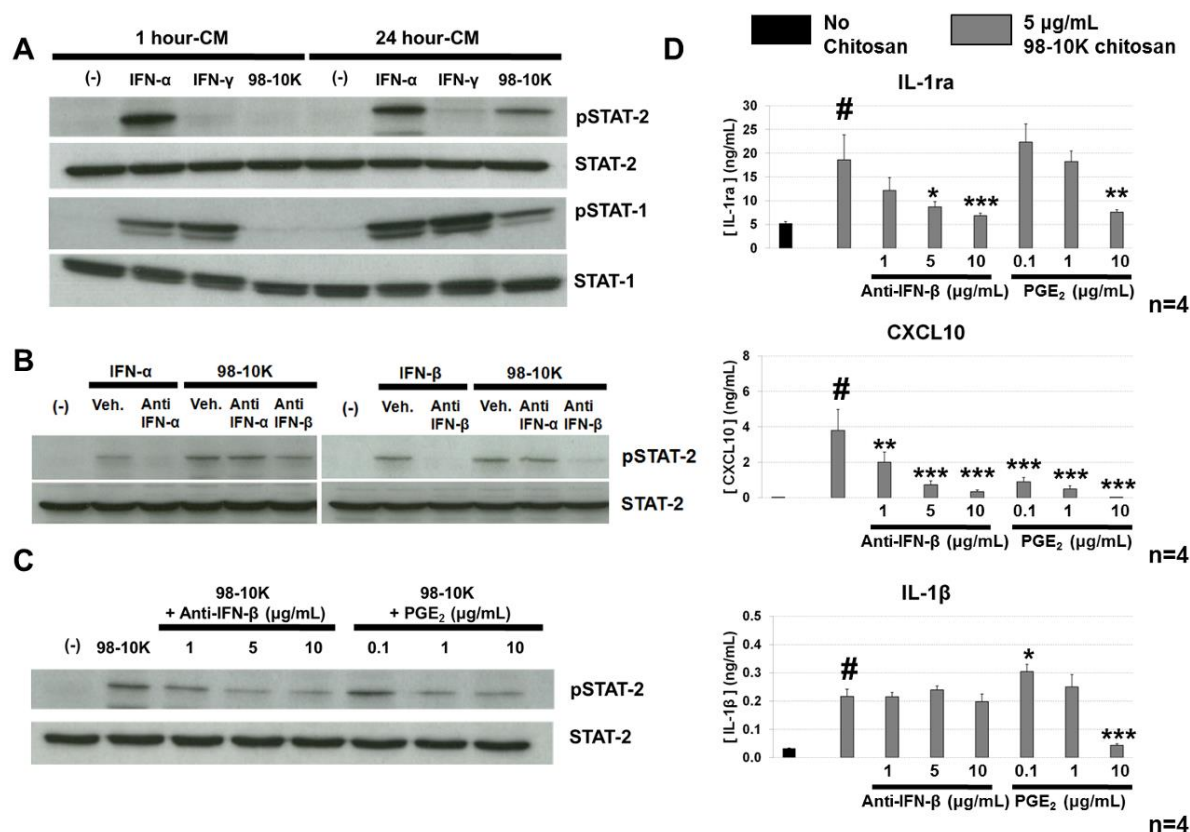 A
1 hour-CM 24 hour-CM
(-) IFN-α IFN-γ 98-10K (-) IFN-α IFN-γ 98-10K
pSTAT-2
STAT-2
pSTAT-1
STAT-1
B
IFN-α 98-10K IFN-β 98-10K
(-) Veh. Anti IFN-α Veh. Anti IFN-α Anti IFN-β (-) Veh. Anti IFN-β Veh. Anti IFN-α Anti IFN-β
pSTAT-2
STAT-2
C
98-10K 98-10K
+ Anti-IFN-β (µg/mL) + PGE₂ (µg/mL)
(-) 98-10K 1 5 10 0.1 1 10
pSTAT-2
STAT-2
D
No Chitosan
5 µg/mL 98-10K chitosan
IL-1ra
[ IL-1ra ] (ng/mL)
30
25
20
15
10
5
0
# * *** **
1 5 10 0.1 1 10
Anti-IFN-β (µg/mL) PGE₂ (µg/mL)
n=4
CXCL10
[ CXCL10 ] (ng/mL)
8
6
4
2
0
# ** *** *** *** *** ***
1 5 10 0.1 1 10
Anti-IFN-β (µg/mL) PGE₂ (µg/mL)
n=4
IL-1β
[ IL-1β ] (ng/mL)
0.5
0.4
0.3
0.2
0.1
0.0
# * ***
1 5 10 0.1 1 10
Anti-IFN-β (µg/mL) PGE₂ (µg/mL)
n=4